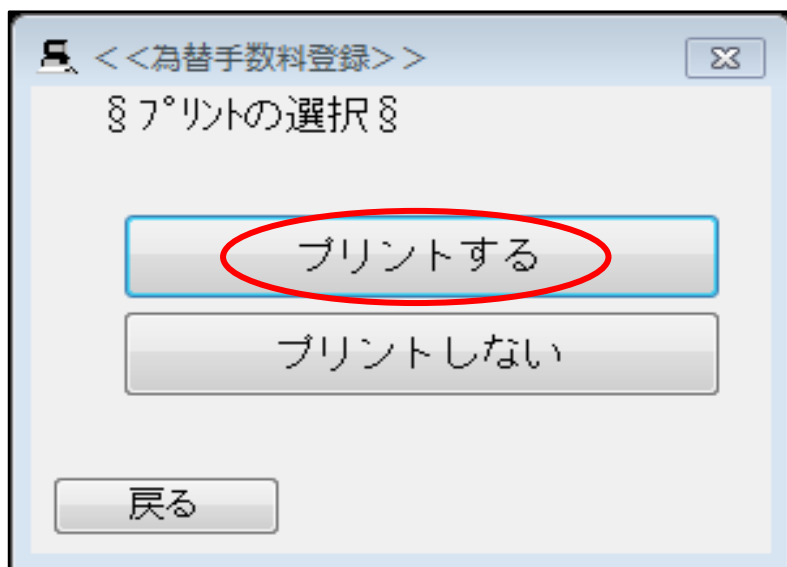 ＜＜為替手数料登録＞＞
§ﾌﾟﾘﾝﾄの選択§
プリントする
プリントしない
戻る